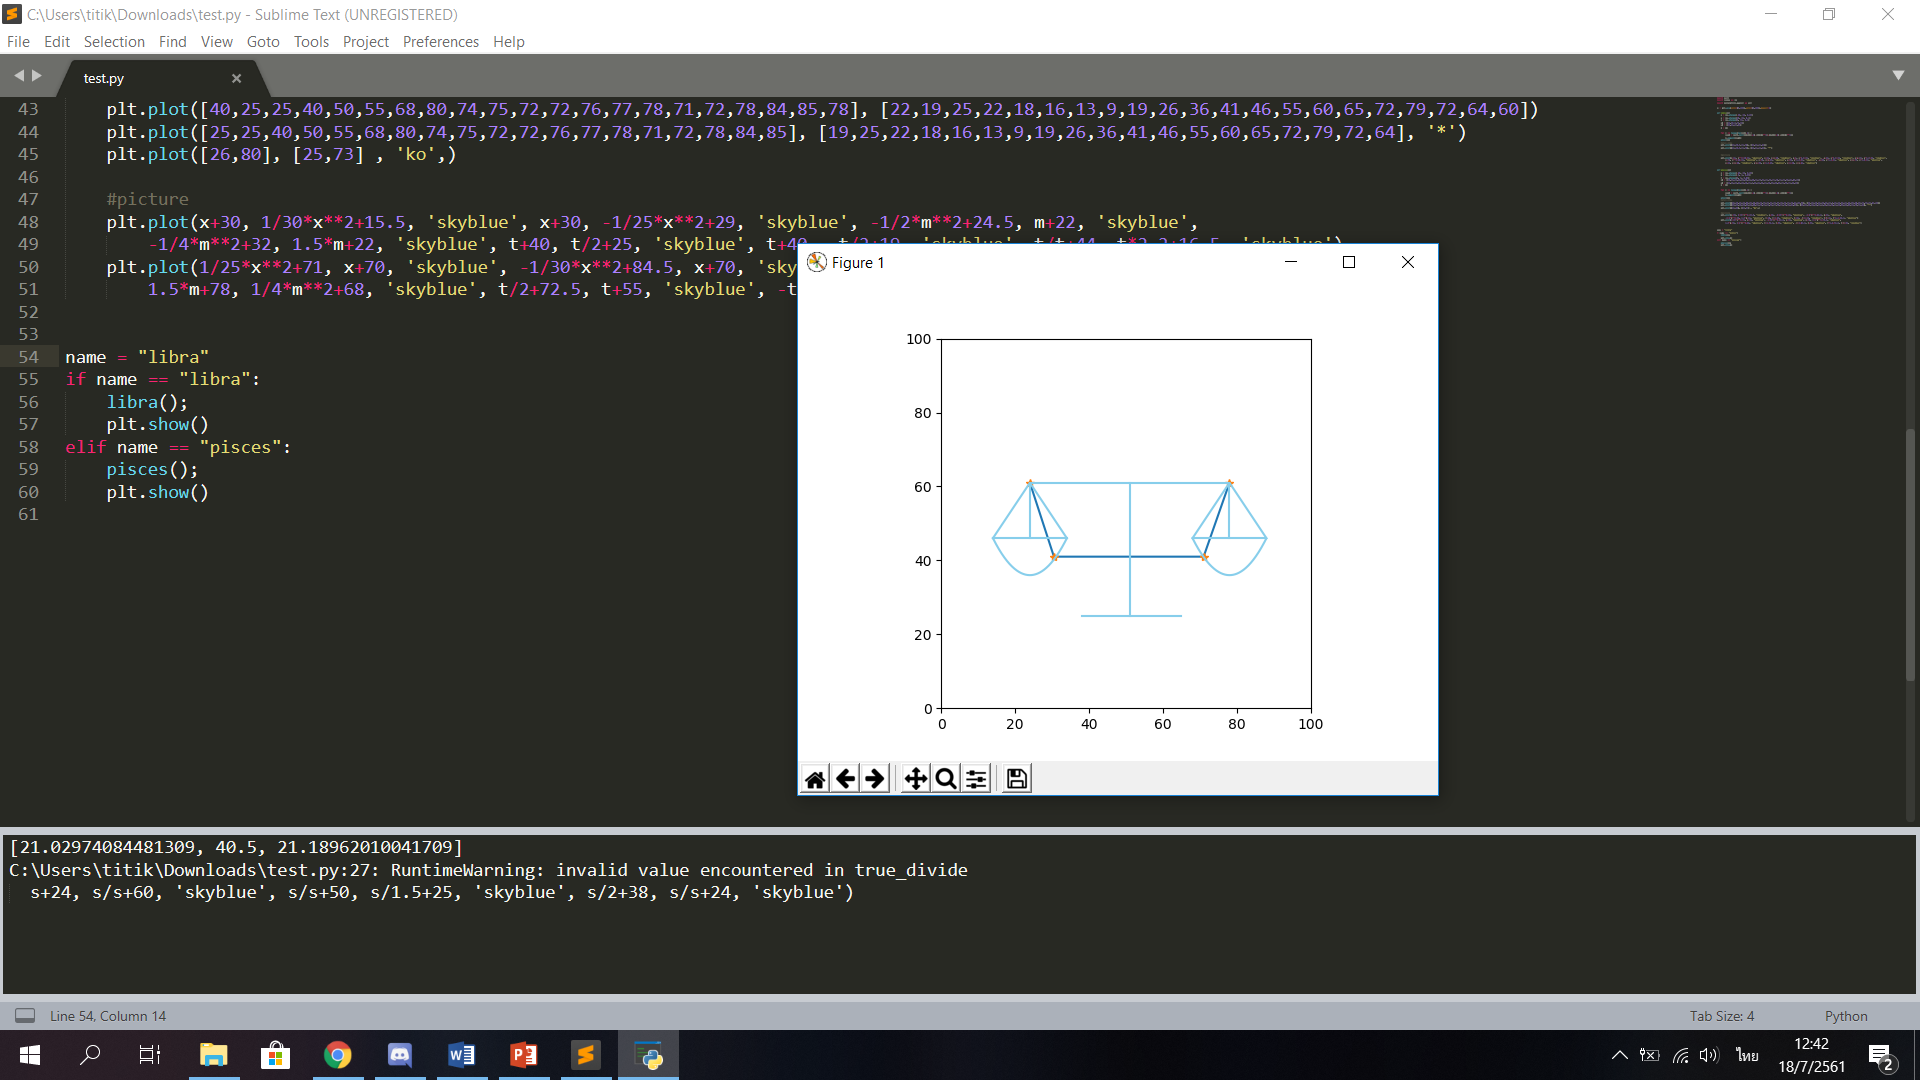 C:\Users\titik\Downloads\test.py - Sublime Text (UNREGISTERED)
File Edit Selection Find View Goto Tools Project Preferences Help
test.py
43 plt.plot([40,25,25,40,50,55,68,80,74,75,72,72,76,77,78,71,72,78,84,85,78], [22,19,25,22,18,16,13,9,19,26,36,41,46,55,60,65,72,79,72,64,60])
44 plt.plot([25,25,40,50,55,68,80,74,75,72,72,76,77,78,71,72,78,84,85], [19,25,22,18,16,13,9,19,26,36,41,46,55,60,65,72,79,72,64], '*')
45 plt.plot([26,80], [25,73] , 'ko',)
46
47 #picture
48 plt.plot(x+30, 1/30*x**2+15.5, 'skyblue', x+30, -1/25*x**2+29, 'skyblue', -1/2*m**2+24.5, m+22, 'skyblue',
49 -1/4*m**2+32, 1.5*m+22, 'skyblue', t+40, t/2+25, 'skyblue', t+40
50 plt.plot(1/25*x**2+71, x+70, 'skyblue', -1/30*x**2+84.5, x+70, 'sky
51 1.5*m+78, 1/4*m**2+68, 'skyblue', t/2+72.5, t+55, 'skyblue', -t
52
53
54 name = "libra"
55 if name == "libra":
56 libra();
57 plt.show()
58 elif name == "pisces":
59 pisces();
60 plt.show()
61
Figure 1
100
80
60
40
20
0
0 20 40 60 80 100
[21.02974084481309, 40.5, 21.18962010041709]
C:\Users\titik\Downloads\test.py:27: RuntimeWarning: invalid value encountered in true_divide
s+24, s/s+60, 'skyblue', s/s+50, s/1.5+25, 'skyblue', s/2+38, s/s+24, 'skyblue')
Line 54, Column 14 Tab Size: 4 Python
ไทย
12:42
18/7/2561
2